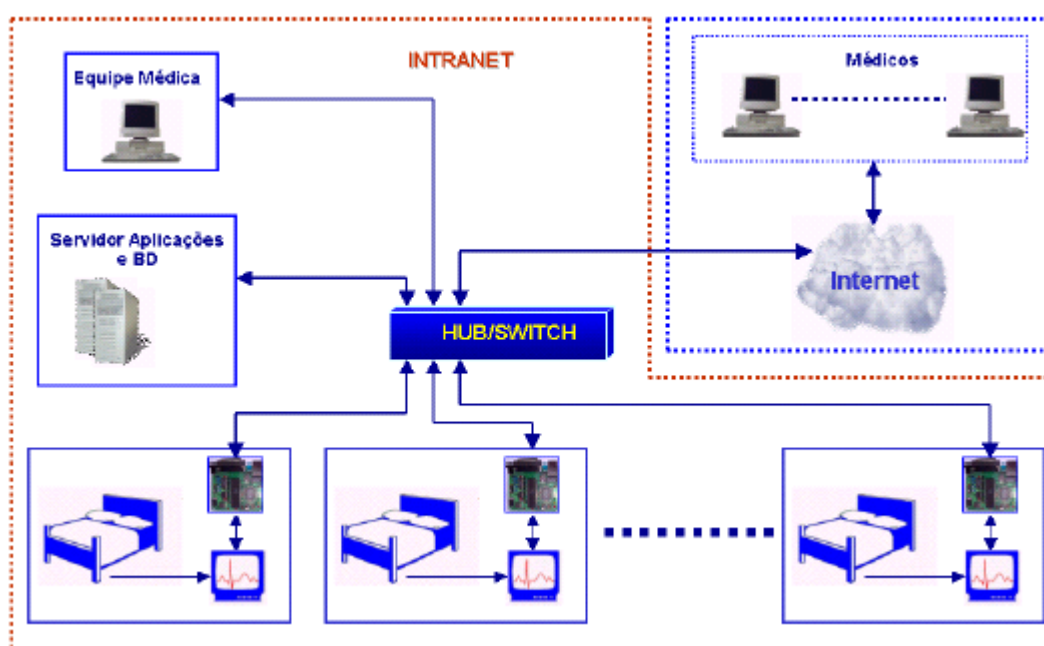 INTRANET
Equipe Médica
Médicos
Servidor Aplicações
e BD
Internet
HUB/SWITCH